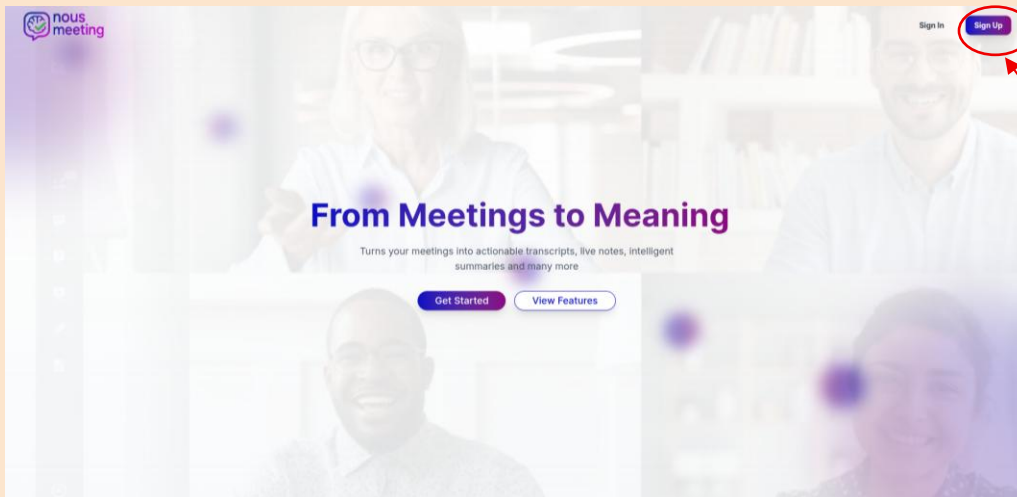 nous
meeting
Sign In
Sign Up
From Meetings to Meaning
Turns your meetings into actionable transcripts, live notes, intelligent
summaries and many more
Get Started
View Features